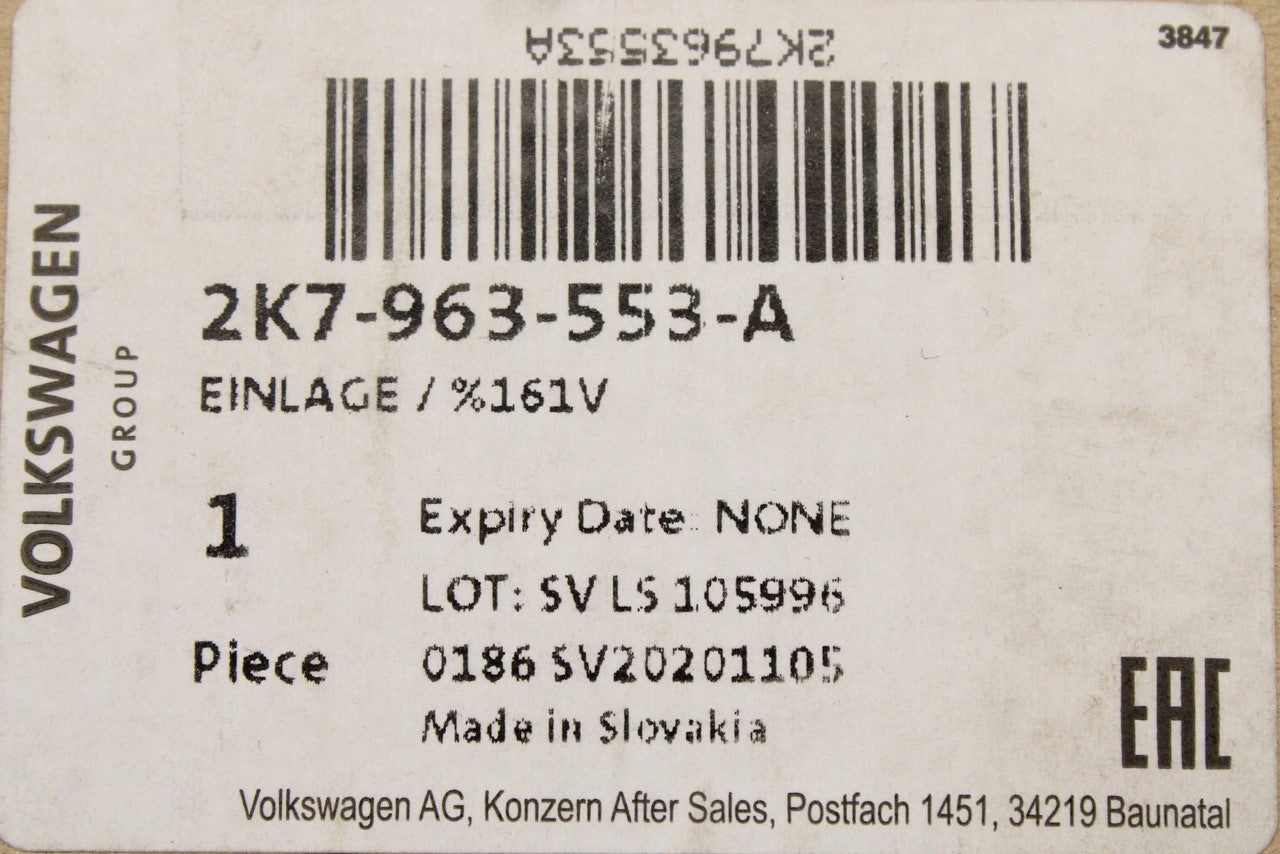 2K7963553A
3847
2K7-963-553-A
EINLAGE / %161V
1
Expiry Date: NONE
LOT: SV LS 105996
Piece
0186 SV20201105
Made in Slovakia
VOLKSWAGEN
GROUP
EAC
Volkswagen AG, Konzern After Sales, Postfach 1451, 34219 Baunatal